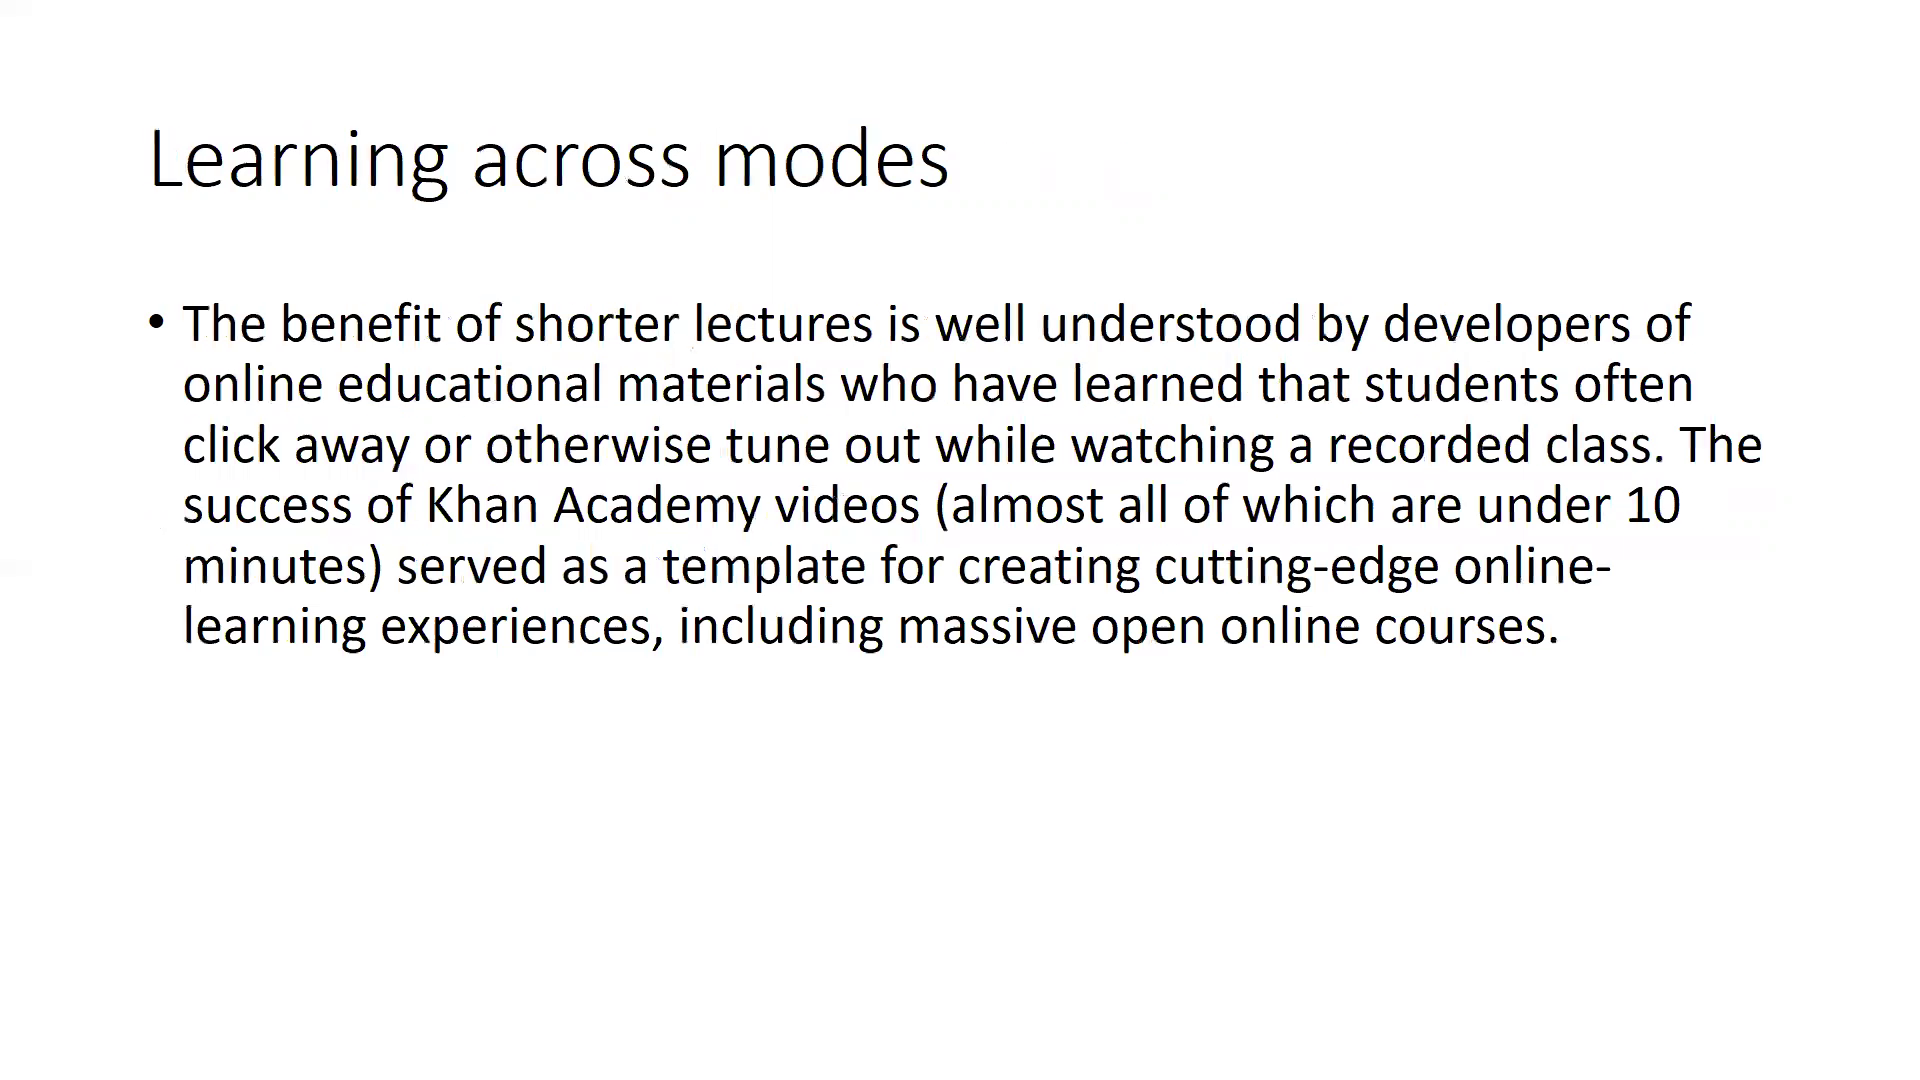 Learning across modes
• The benefit of shorter lectures is well understood by developers of
online educational materials who have learned that students often
click away or otherwise tune out while watching a recorded class. The
success of Khan Academy videos (almost all of which are under 10
minutes) served as a template for creating cutting-edge online-
learning experiences, including massive open online courses.